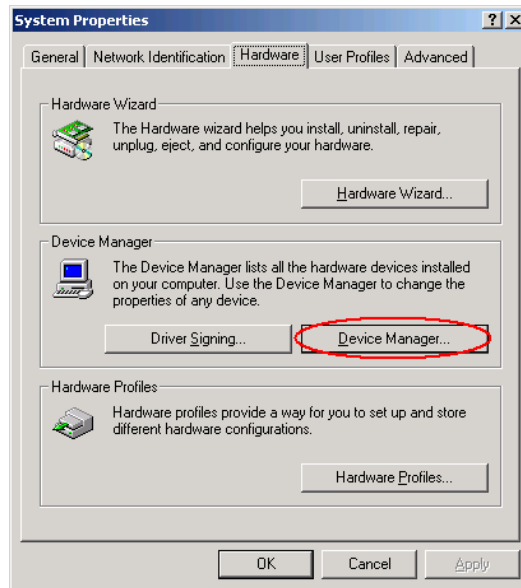 System Properties
General Network Identification Hardware User Profiles Advanced
Hardware Wizard
The Hardware wizard helps you install, uninstall, repair,
unplug, eject, and configure your hardware.
Hardware Wizard...
Device Manager
The Device Manager lists all the hardware devices installed
on your computer. Use the Device Manager to change the
properties of any device.
Driver Signing... Device Manager...
Hardware Profiles
Hardware profiles provide a way for you to set up and store
different hardware configurations.
Hardware Profiles...
OK Cancel Apply